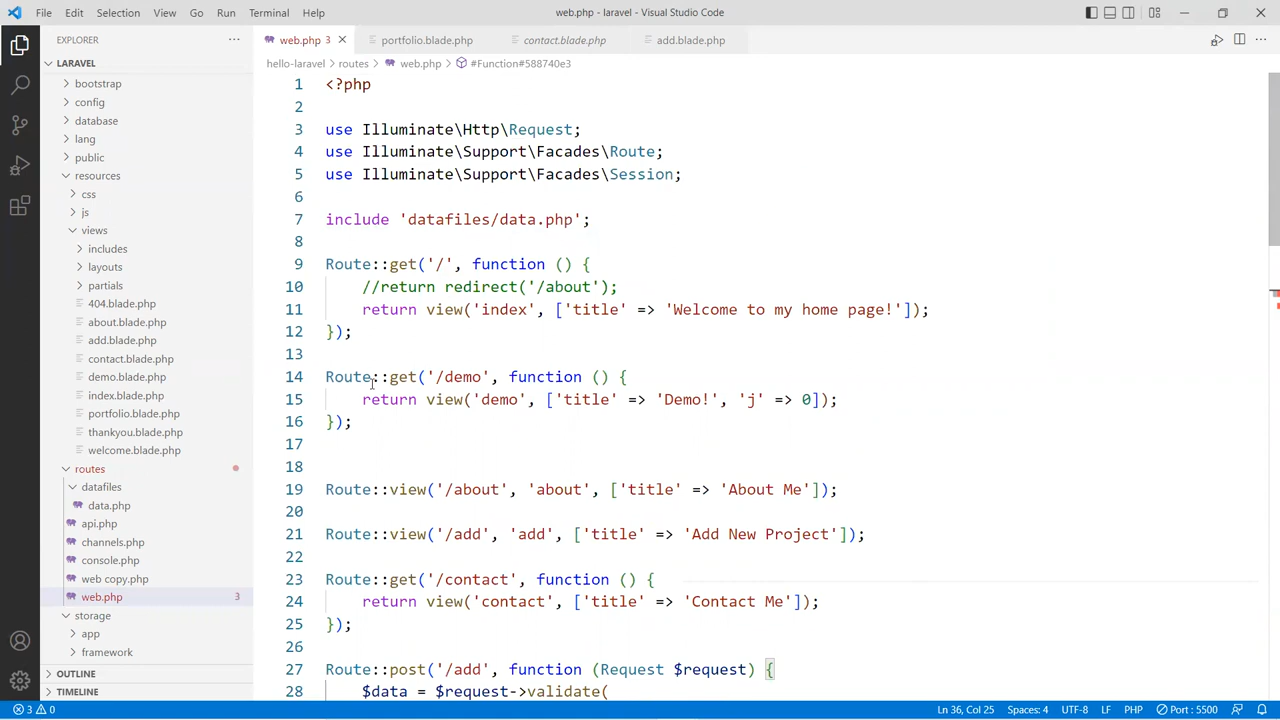 File Edit Selection View Go Run Terminal Help
web.php - laravel - Visual Studio Code
EXPLORER
LARAVEL
bootstrap
config
database
lang
public
resources
css
js
views
includes
layouts
partials
404.blade.php
about.blade.php
add.blade.php
contact.blade.php
demo.blade.php
index.blade.php
portfolio.blade.php
thankyou.blade.php
welcome.blade.php
routes
datafiles
data.php
api.php
channels.php
console.php
web copy.php
web.php 3
storage
app
framework
OUTLINE
TIMELINE
web.php 3 portfolio.blade.php contact.blade.php add.blade.php
hello-laravel routes web.php #Function#588740e3
1 <?php
2
3 use Illuminate\Http\Request;
4 use Illuminate\Support\Facades\Route;
5 use Illuminate\Support\Facades\Session;
6
7 include 'datafiles/data.php';
8
9 Route::get('/', function () {
10 //return redirect('/about');
11 return view('index', ['title' => 'Welcome to my home page!']);
12 });
13
14 Route::get('/demo', function () {
15 return view('demo', ['title' => 'Demo!', 'j' => 0]);
16 });
17
18
19 Route::view('/about', 'about', ['title' => 'About Me']);
20
21 Route::view('/add', 'add', ['title' => 'Add New Project']);
22
23 Route::get('/contact', function () {
24 return view('contact', ['title' => 'Contact Me']);
25 });
26
27 Route::post('/add', function (Request $request) {
28 $data = $request->validate(
3 0 Ln 36, Col 25 Spaces: 4 UTF-8 LF PHP Port : 5500